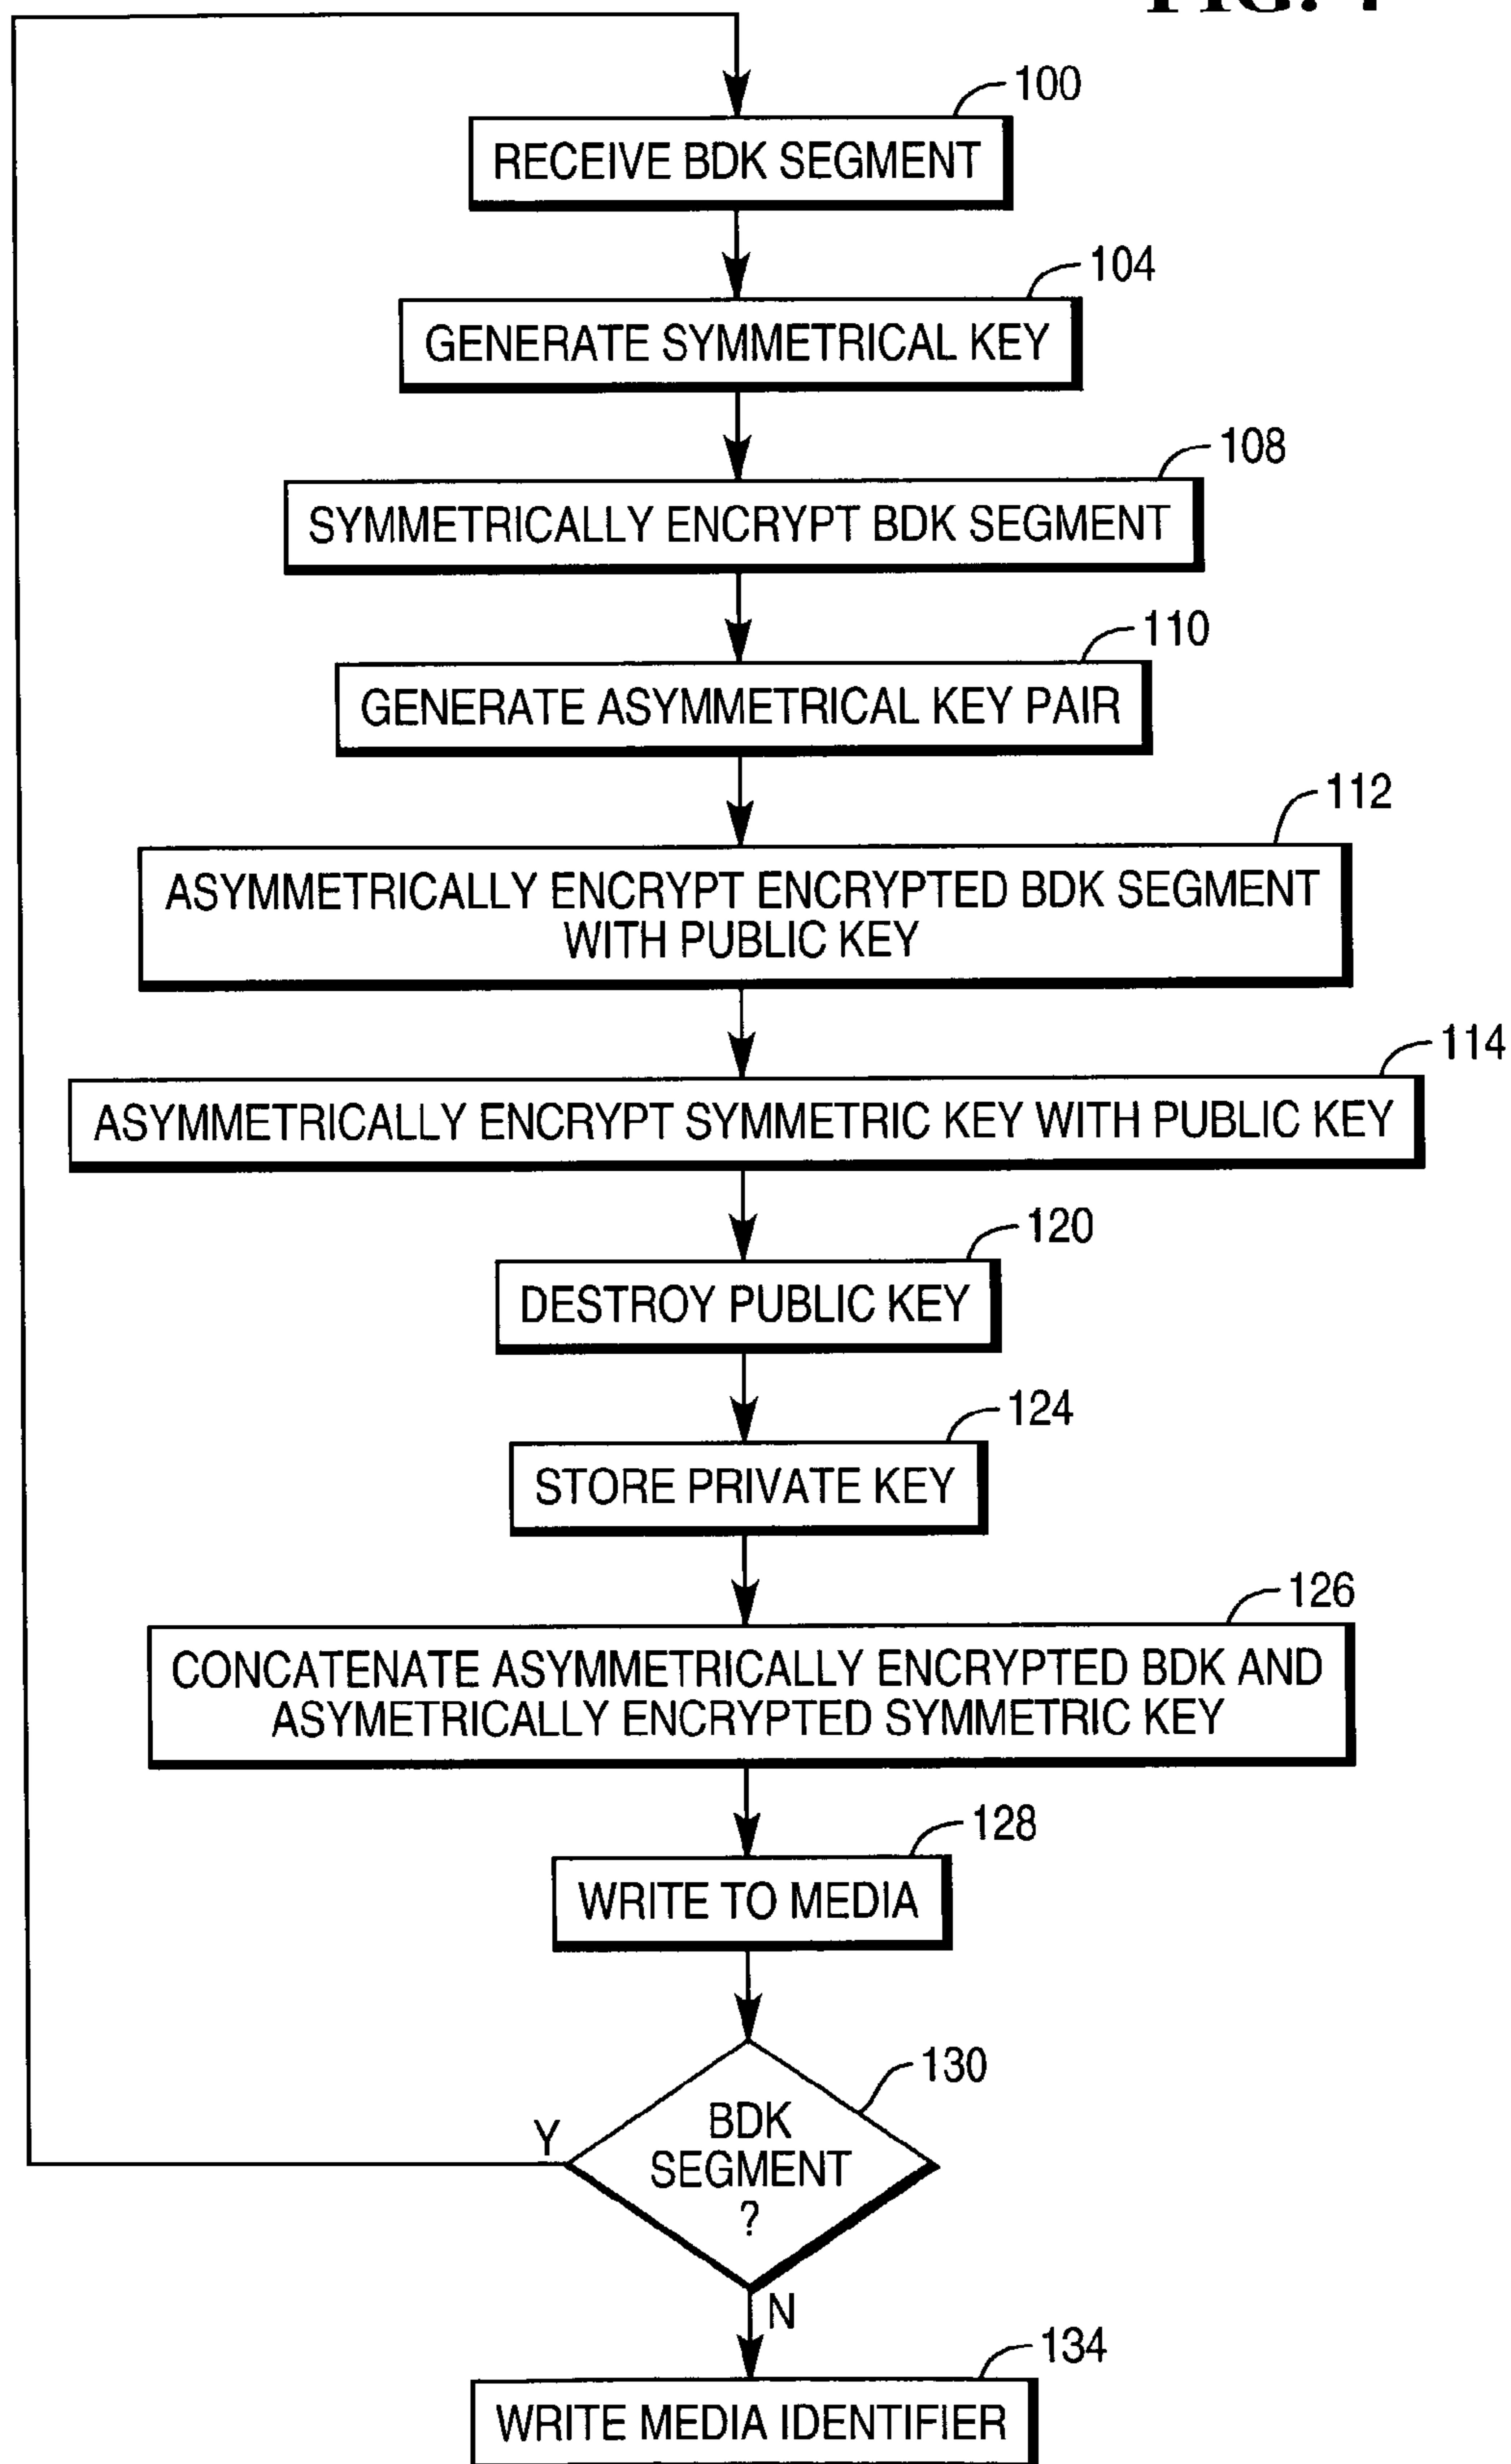 100
RECEIVE BDK SEGMENT
104
GENERATE SYMMETRICAL KEY
108
SYMMETRICALLY ENCRYPT BDK SEGMENT
110
GENERATE ASYMMETRICAL KEY PAIR
112
ASYMMETRICALLY ENCRYPT ENCRYPTED BDK SEGMENT
WITH PUBLIC KEY
114
ASYMMETRICALLY ENCRYPT SYMMETRIC KEY WITH PUBLIC KEY
120
DESTROY PUBLIC KEY
124
STORE PRIVATE KEY
126
CONCATENATE ASYMMETRICALLY ENCRYPTED BDK AND
ASYMETRICALLY ENCRYPTED SYMMETRIC KEY
128
WRITE TO MEDIA
130
BDK
SEGMENT
?
Y
N
134
WRITE MEDIA IDENTIFIER